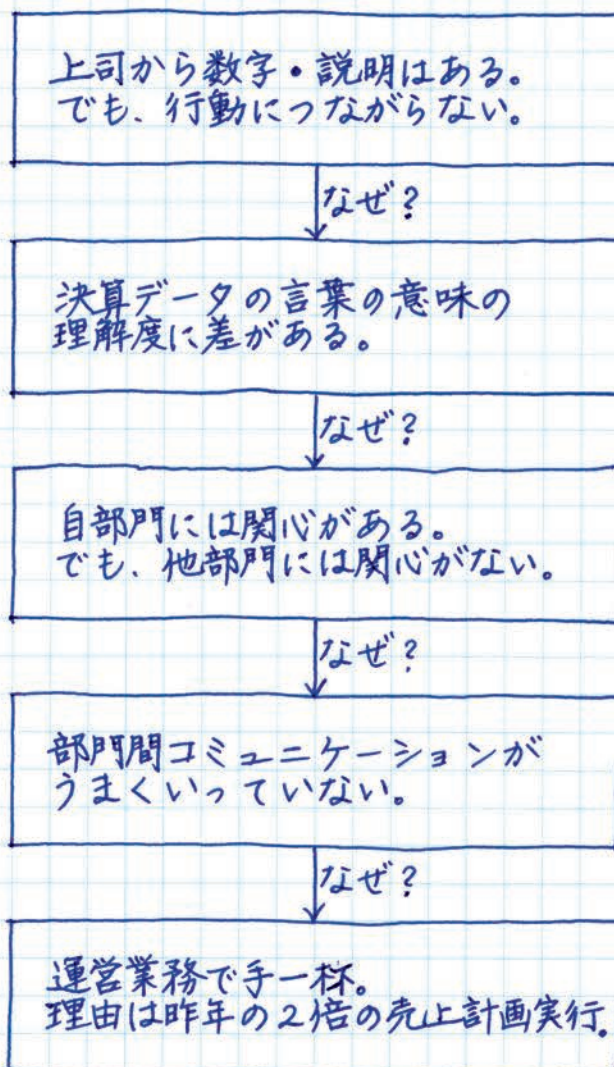 上司から数字・説明はある。
でも、行動につながらない。
なぜ？
決算データの言葉の意味の
理解度に差がある。
なぜ？
自部門には関心がある。
でも、他部門には関心がない。
なぜ？
部門間コミュニケーションが
うまくいっていない。
なぜ？
運営業務で手一杯。
理由は昨年の2倍の売上計画実行。